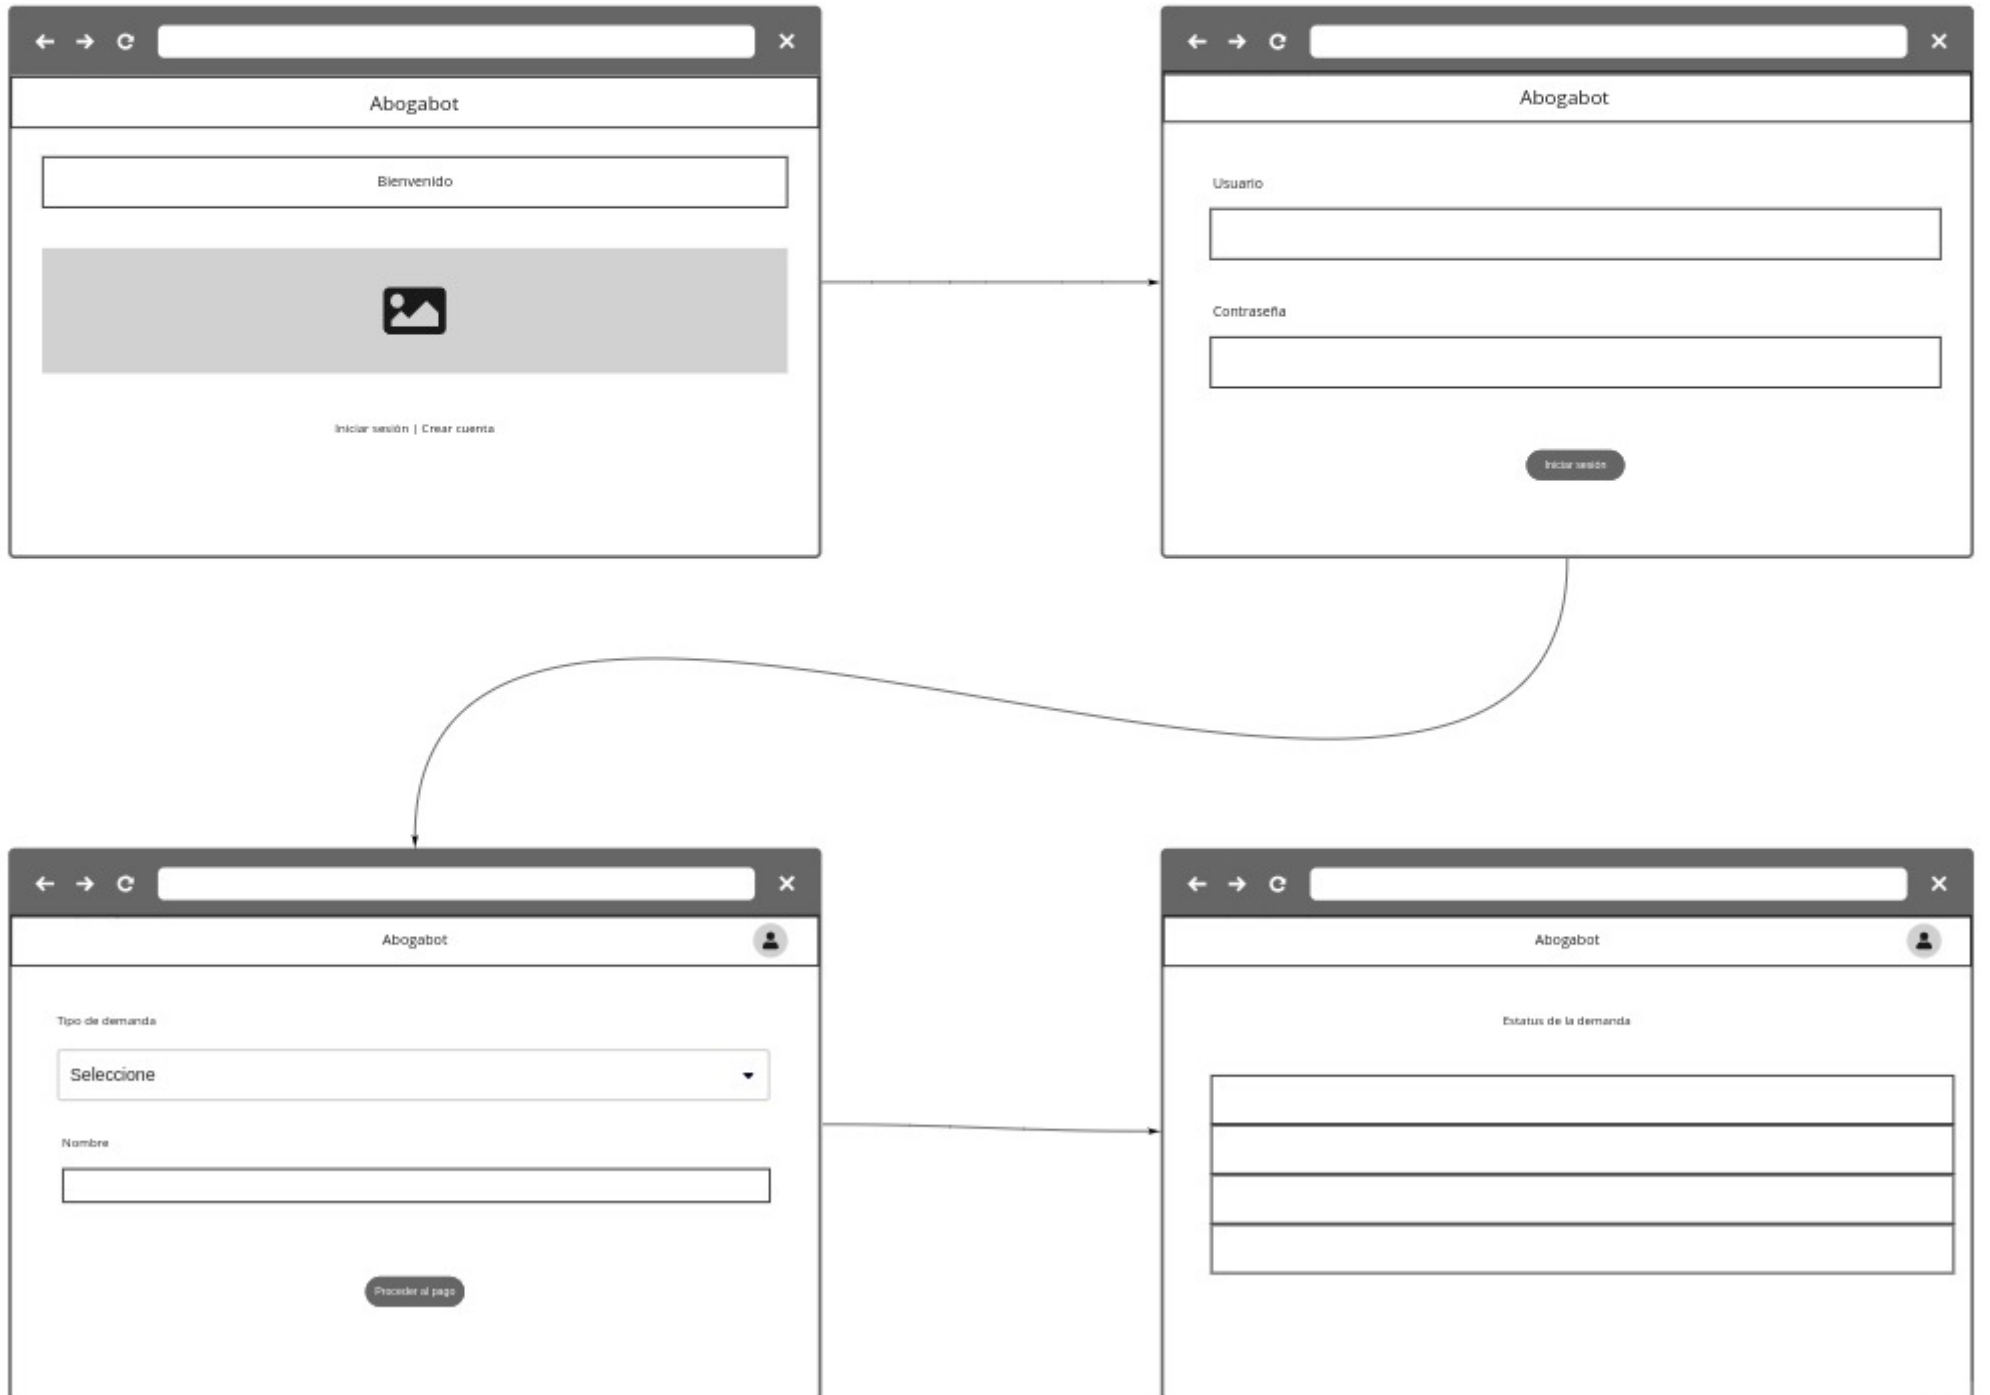 Abogabot
Bienvenido
Iniciar sesión | Crear cuenta
Abogabot
Usuario
Contraseña
Iniciar sesión
Abogabot
Tipo de demanda
Seleccione
Nombre
Proceder al pago
Abogabot
Estatus de la demanda